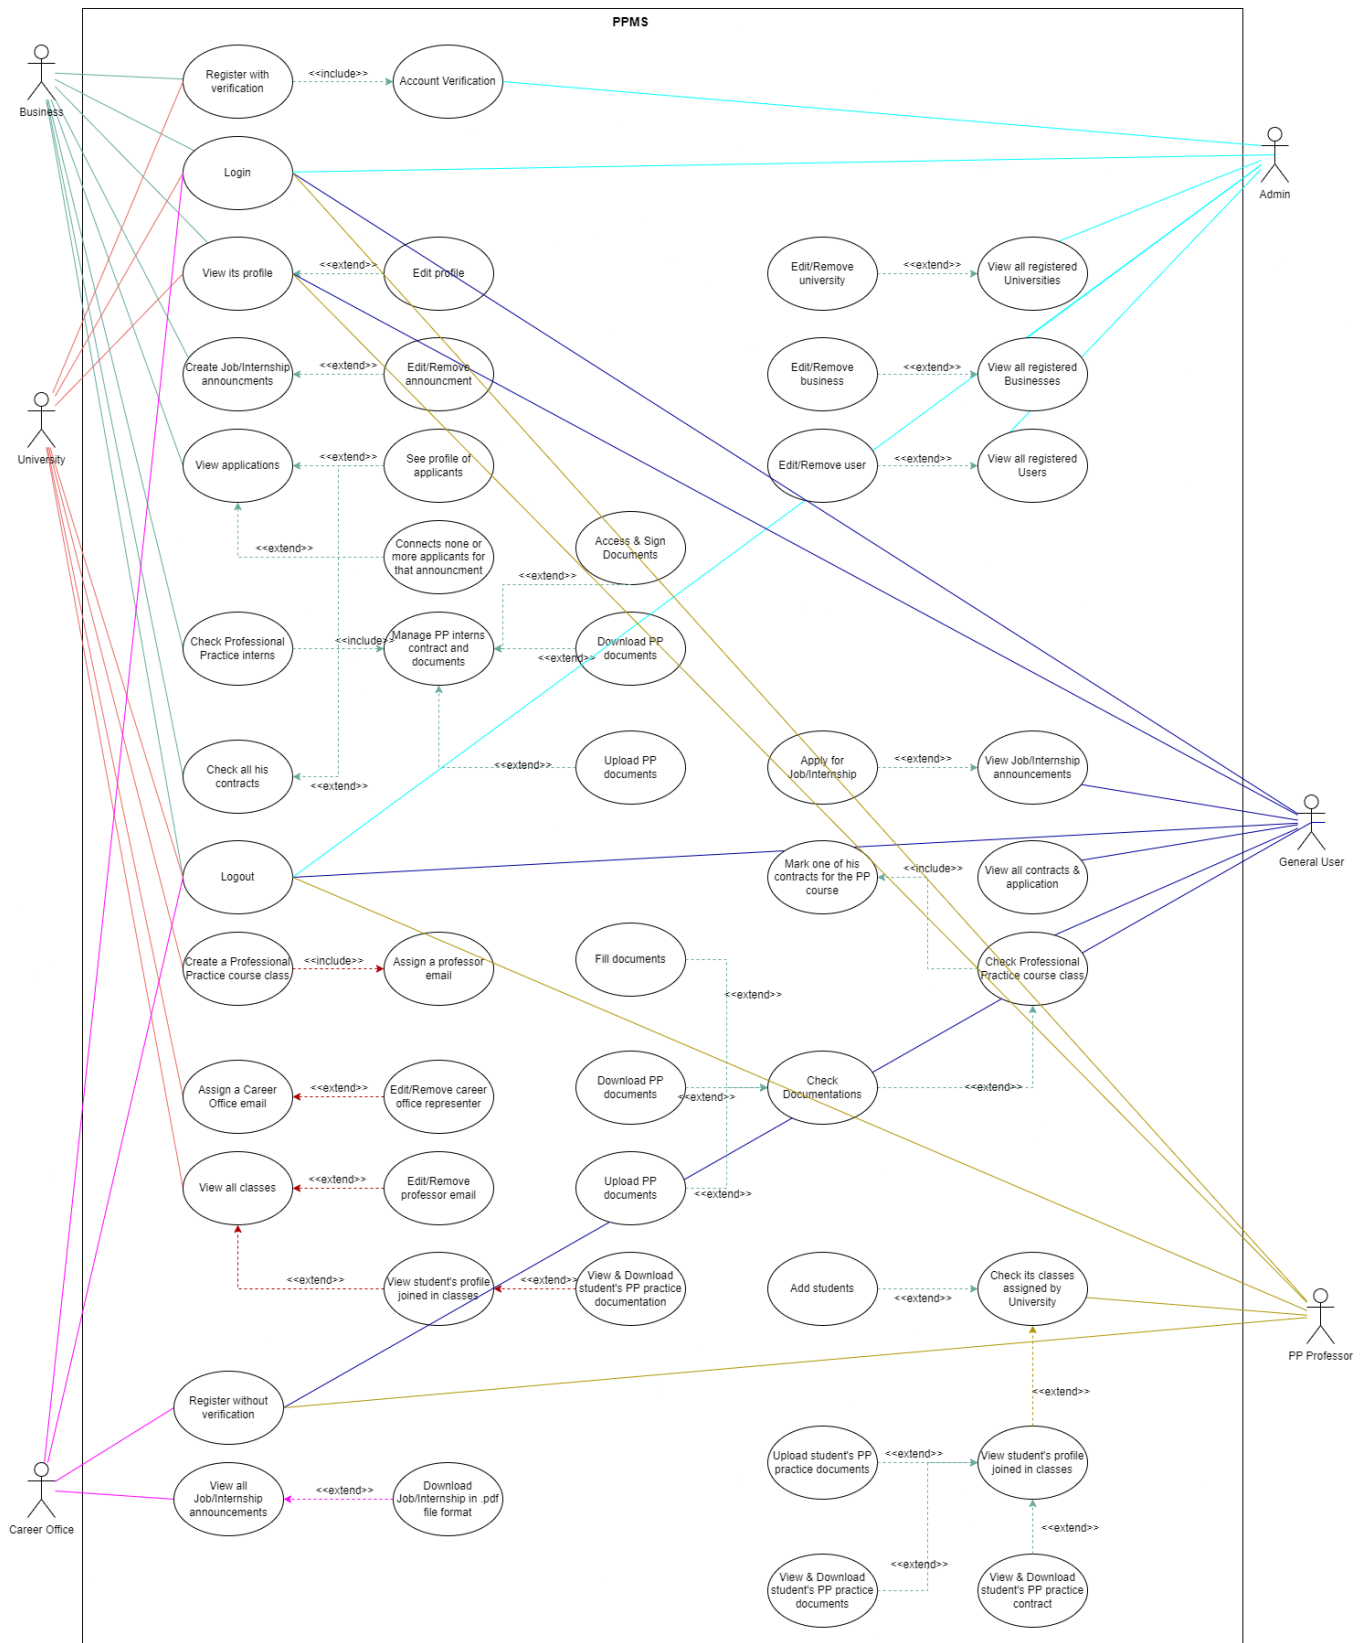 PPMS
Business
Register with
verification
<<include>>
Account Verification
Login
Admin
View its profile
<<extend>>
Edit profile
Edit/Remove
university
<<extend>>
View all registered
Universities
Create Job/Internship
announcments
<<extend>>
Edit/Remove
announcment
Edit/Remove
business
<<extend>>
View all registered
Businesses
University
View applications
<<extend>>
See profile of
applicants
Edit/Remove user
<<extend>>
View all registered
Users
<<extend>>
Connects none or
more applicants for
that announcment
Access & Sign
Documents
<<extend>>
Check Professional
Practice interns
<<include>>
Manage PP interns
contract and
documents
<<extend>>
Download PP
documents
Check all his
contracts
<<extend>>
<<extend>>
Upload PP
documents
Apply for
Job/Internship
<<extend>>
View Job/Internship
announcements
General User
Logout
Mark one of his
contracts for the PP
course
<<include>>
View all contracts &
application
Create a Professional
Practice course class
<<include>>
Assign a professor
email
Fill documents
<<extend>>
Check Professional
Practice course class
Assign a Career
Office email
<<extend>>
Edit/Remove career
office representer
Download PP
documents
<<extend>>
Check
Documentations
<<extend>>
View all classes
<<extend>>
Edit/Remove
professor email
Upload PP
documents
<<extend>>
<<extend>>
View student's profile
joined in classes
<<extend>>
View & Download
student's PP practice
documentation
Add students
<<extend>>
Check its classes
assigned by
University
PP Professor
Register without
verification
<<extend>>
Career Office
View all
Job/Internship
announcements
<<extend>>
Download
Job/Internship in .pdf
file format
Upload student's PP
practice documents
<<extend>>
View student's profile
joined in classes
<<extend>>
View & Download
student's PP practice
documents
<<extend>>
View & Download
student's PP practice
contract